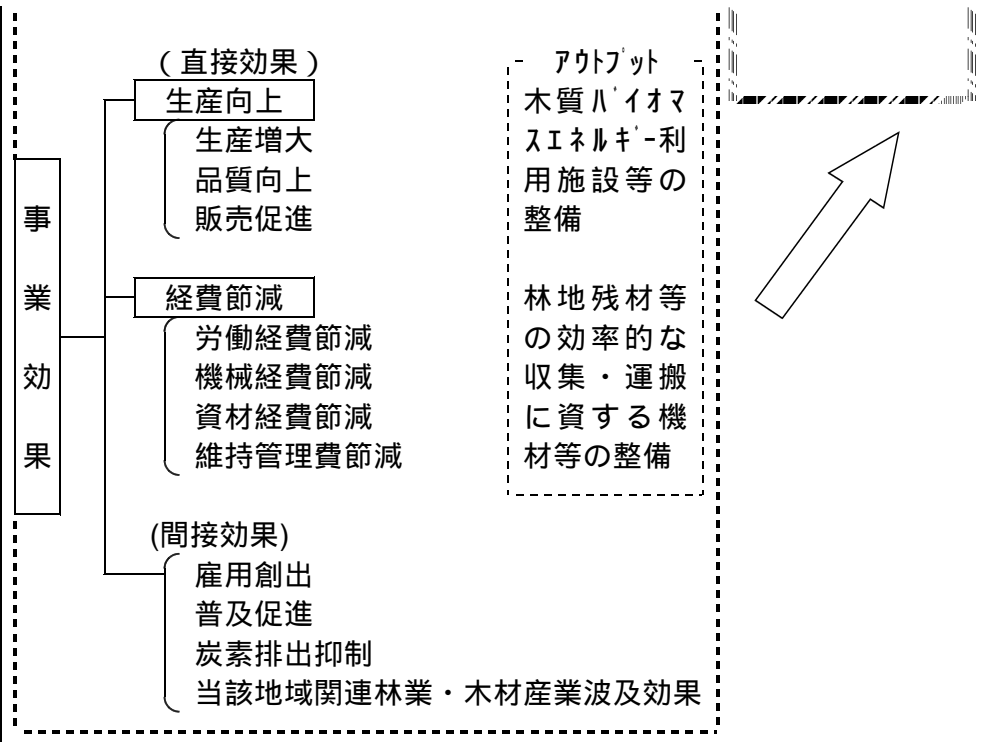 事業効果
(直接効果)
生産向上
生産増大
品質向上
販売促進
経費節減
労働経費節減
機械経費節減
資材経費節減
維持管理費節減
(間接効果)
雇用創出
普及促進
炭素排出抑制
当該地域関連林業・木材産業波及効果
ｱｳﾄﾌﾟｯﾄ
木質ﾊﾞｲｵﾏ
ｽｴﾈﾙｷﾞｰ利
用施設等の
整備
林地残材等
の効率的な
収集・運搬
に資する機
材等の整備